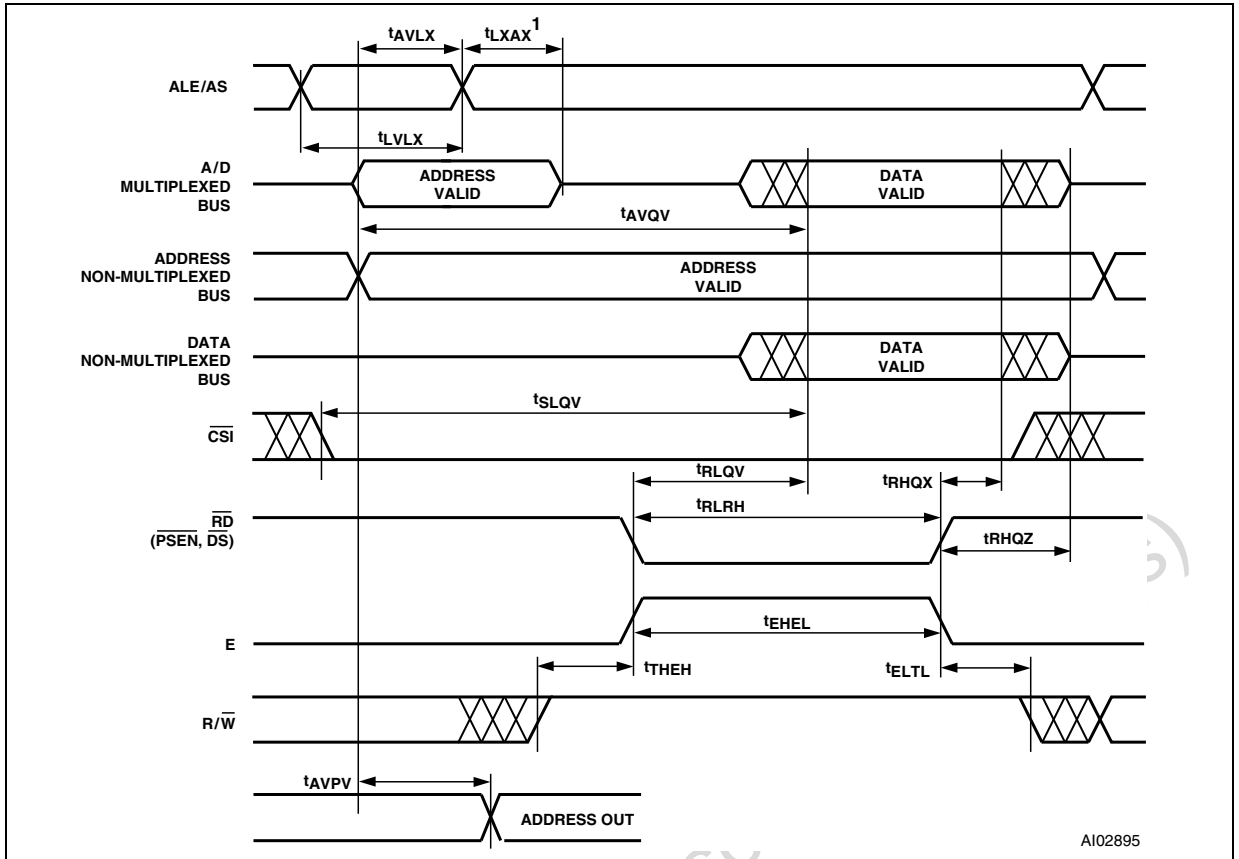 tAVLX tLXAX1
ALE/AS
tLVLX
A/D
MULTIPLEXED
BUS
ADDRESS
VALID
DATA
VALID
tAVQV
ADDRESS
NON-MULTIPLEXED
BUS
ADDRESS
VALID
DATA
NON-MULTIPLEXED
BUS
DATA
VALID
tSLQV
CSI
tRLQV
tRHQX
tRLRH
RD
(PSEN, DS)
tRHQZ
tEHEL
E
tTHEH
tELTL
R/W
tAVPV
ADDRESS OUT
AI02895